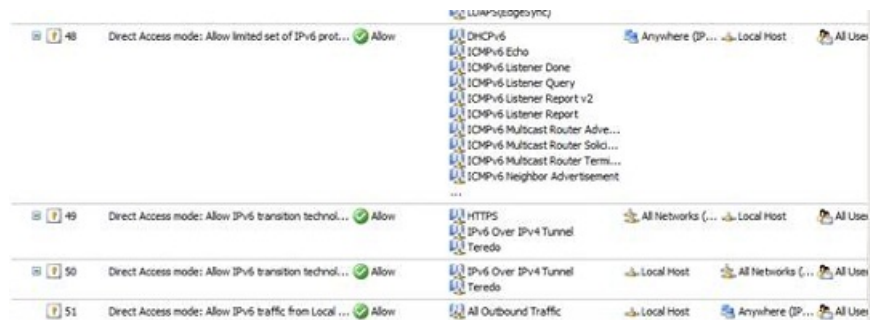 LDAPS(EdgeSync)
48 Direct Access mode: Allow limited set of IPv6 prot... Allow DHCPv6 Anywhere (IP... Local Host All User
ICMPv6 Echo
ICMPv6 Listener Done
ICMPv6 Listener Query
ICMPv6 Listener Report v2
ICMPv6 Listener Report
ICMPv6 Multicast Router Adve...
ICMPv6 Multicast Router Solici...
ICMPv6 Multicast Router Termi...
ICMPv6 Neighbor Advertisement
...
49 Direct Access mode: Allow IPv6 transition technol... Allow HTTPS All Networks (... Local Host All User
IPv6 Over IPv4 Tunnel
Teredo
50 Direct Access mode: Allow IPv6 transition technol... Allow IPv6 Over IPv4 Tunnel Local Host All Networks (... All User
Teredo
51 Direct Access mode: Allow IPv6 traffic from Local ... Allow All Outbound Traffic Local Host Anywhere (IP... All User